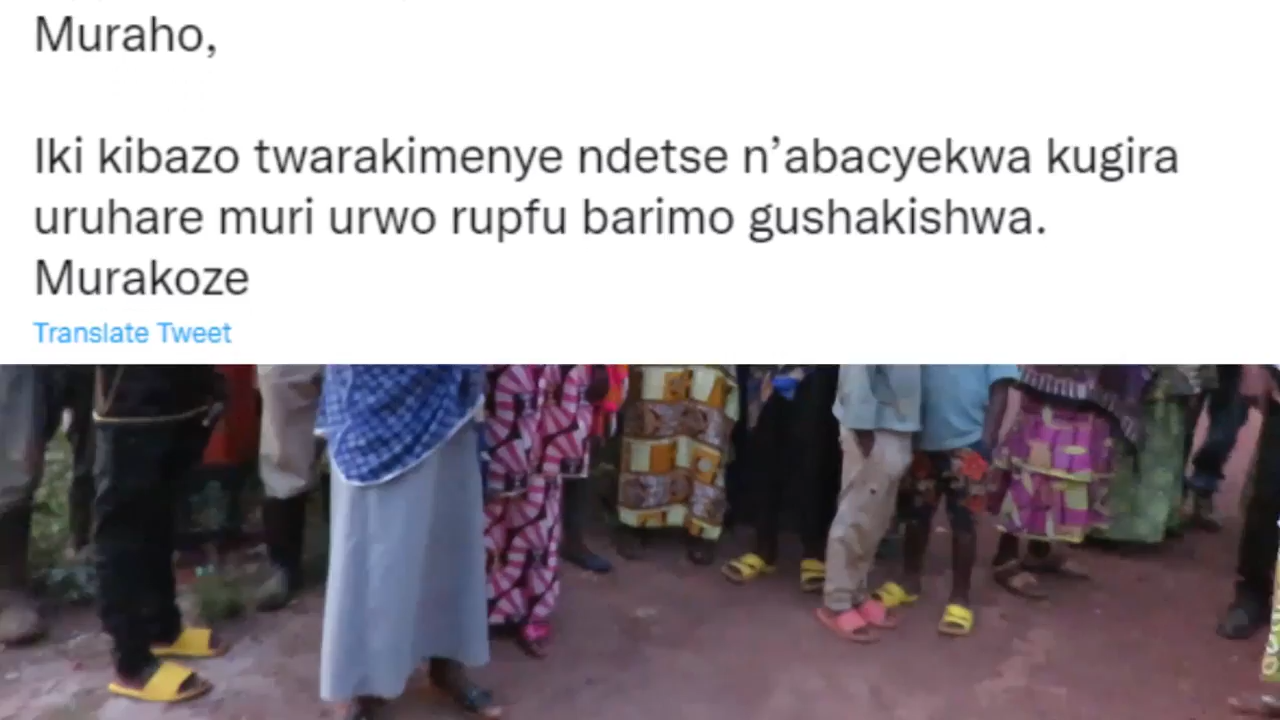 Muraho,
Iki kibazo twarakimenye ndetse n’abacyekwa kugira
uruhare muri urwo rupfu barimo gushakishwa.
Murakoze
Translate Tweet